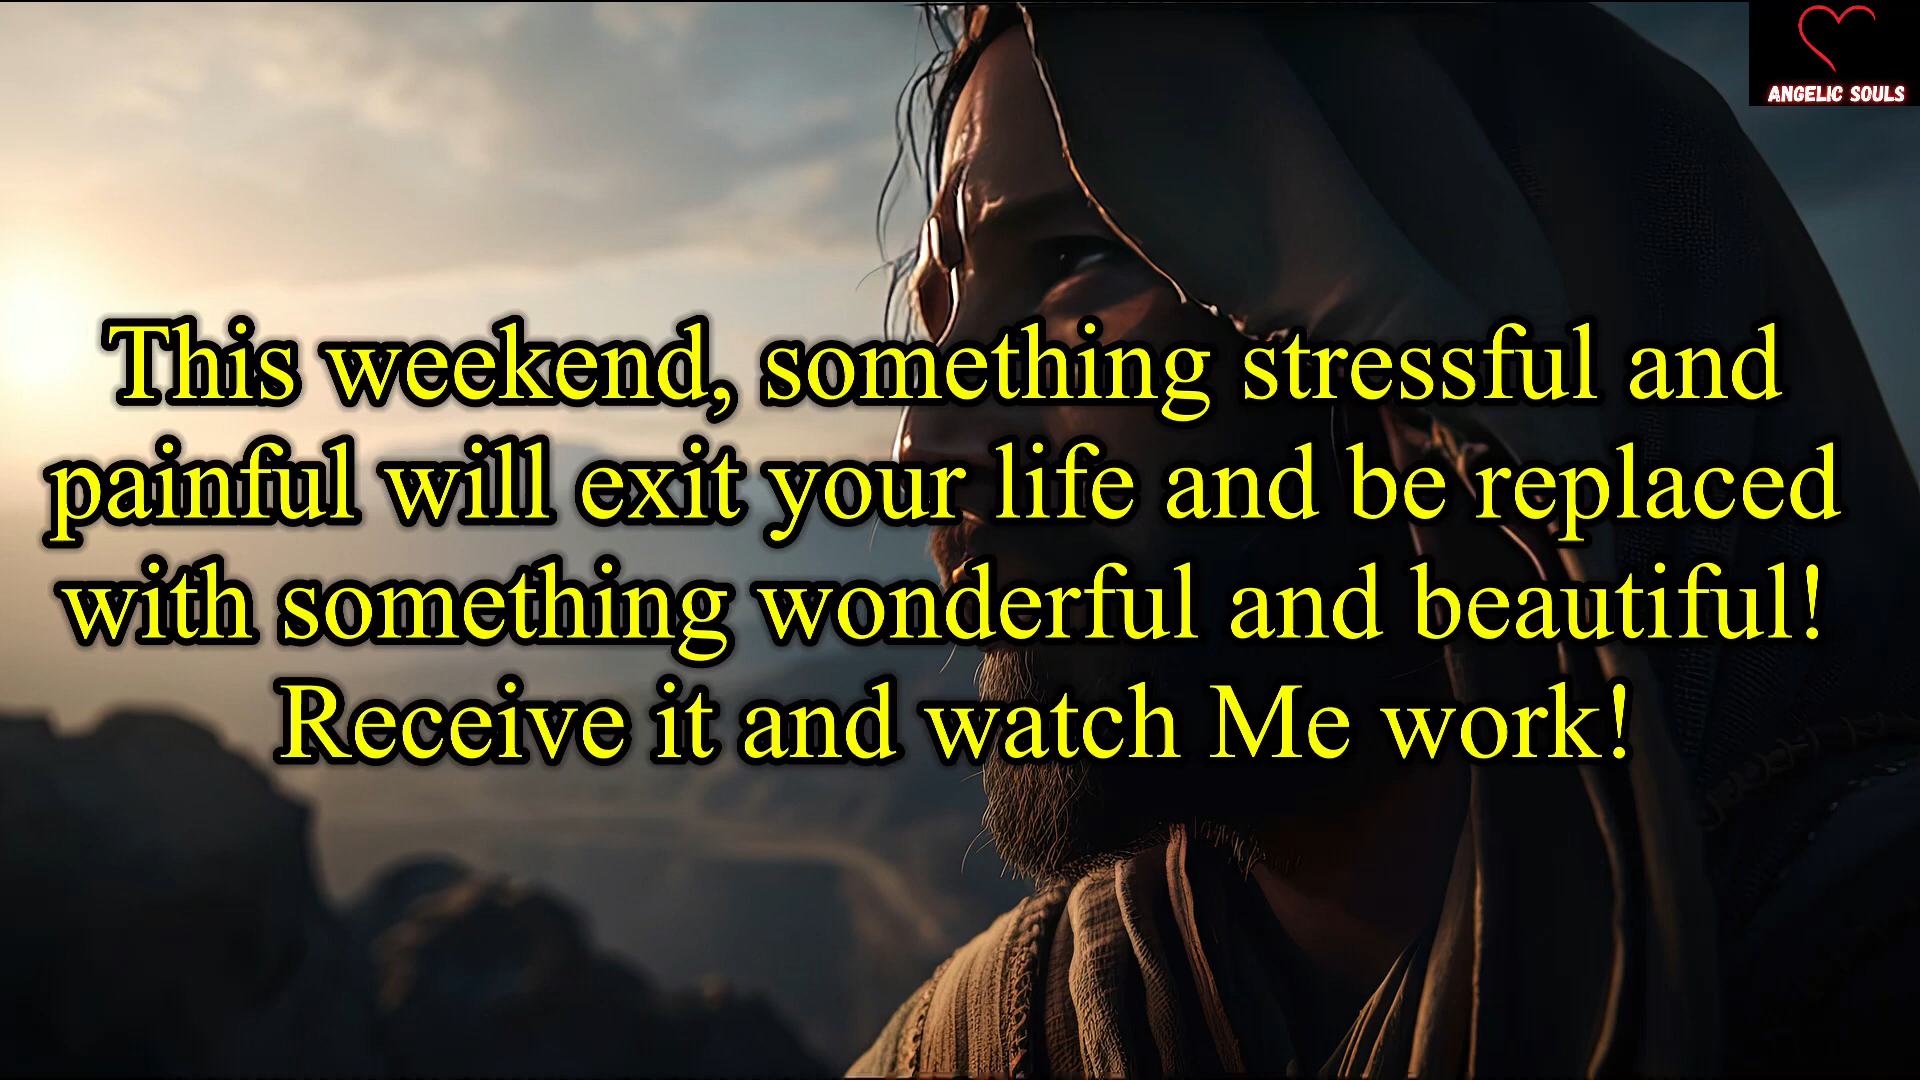 ANGELIC SOULS
This weekend, something stressful and
painful will exit your life and be replaced
with something wonderful and beautiful!
Receive it and watch Me work!